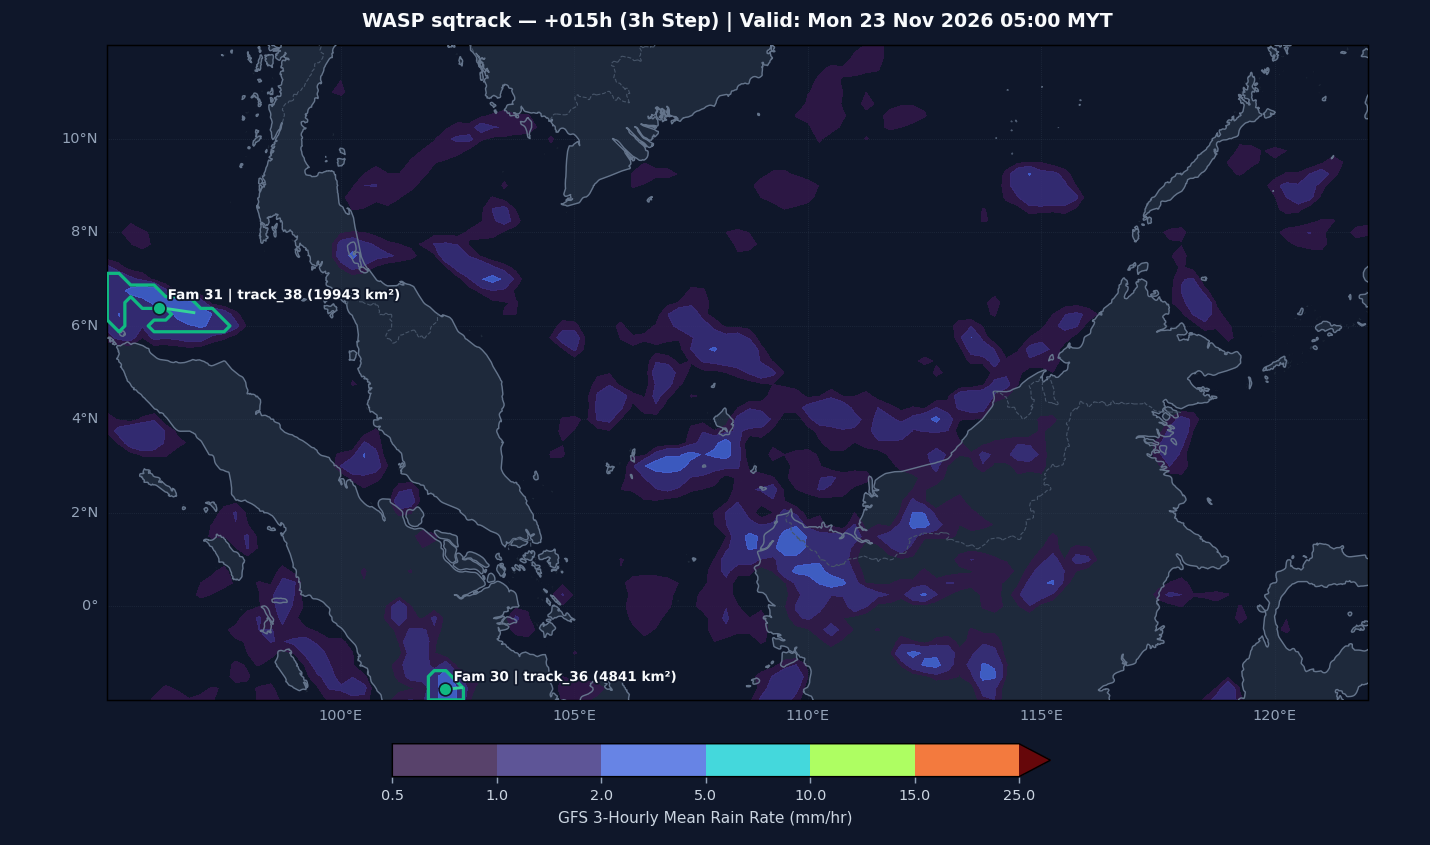 WASP sqtrack — +015h (3h Step) | Valid: Mon 23 Nov 2026 05:00 MYT
10°N
8°N
Fam 31 | track_38 (19943 km²)
6°N
4°N
2°N
0°
Fam 30 | track_36 (4841 km²)
100°E 105°E 110°E 115°E 120°E
0.5 1.0 2.0 5.0 10.0 15.0 25.0
GFS 3-Hourly Mean Rain Rate (mm/hr)